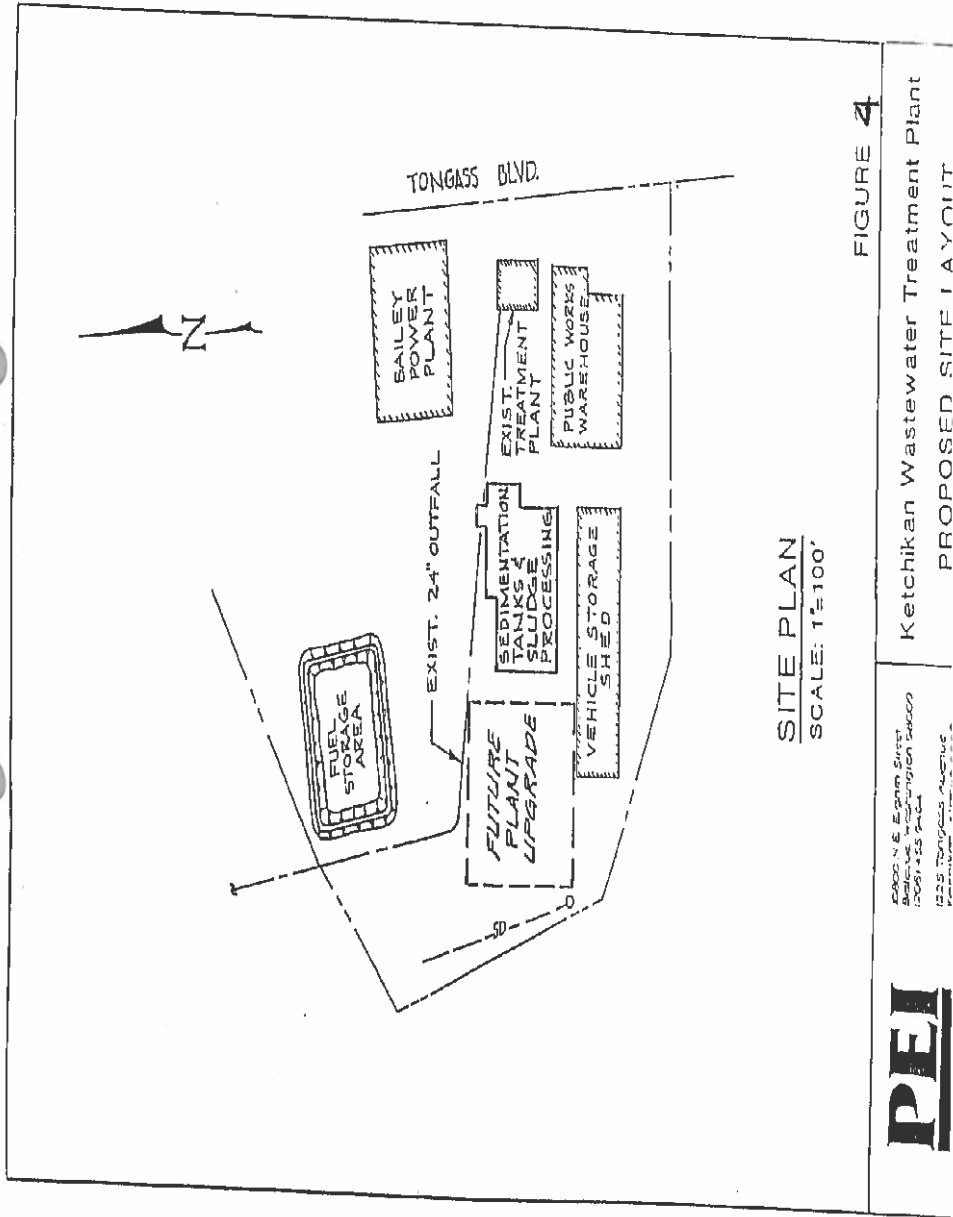 N
TONGASS BLVD.
BAILEY
POWER
PLANT
EXIST. 24" OUTFALL
FUEL
STORAGE
AREA
EXIST.
TREATMENT
PLANT
PUBLIC WORKS
WAREHOUSE
SEDIMENTATION
TANKS &
SLUDGE
PROCESSING
FUTURE
PLANT
UPGRADE
VEHICLE STORAGE
SHED
SD
SITE PLAN
SCALE: 1"=100'
FIGURE 4
PEI
Street
Ketchikan Wastewater Treatment Plant
PROPOSED SITE LAYOUT